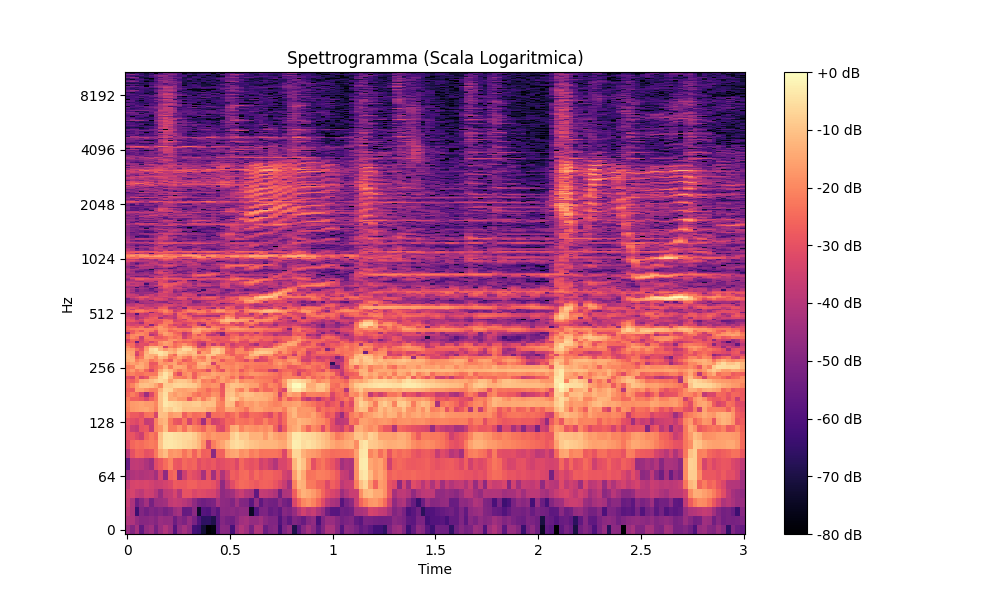 Spettrogramma (Scala Logaritmica)
Hz
8192
4096
2048
1024
512
256
128
64
0
0 0.5 1 1.5 2 2.5 3
Time
+0 dB
-10 dB
-20 dB
-30 dB
-40 dB
-50 dB
-60 dB
-70 dB
-80 dB